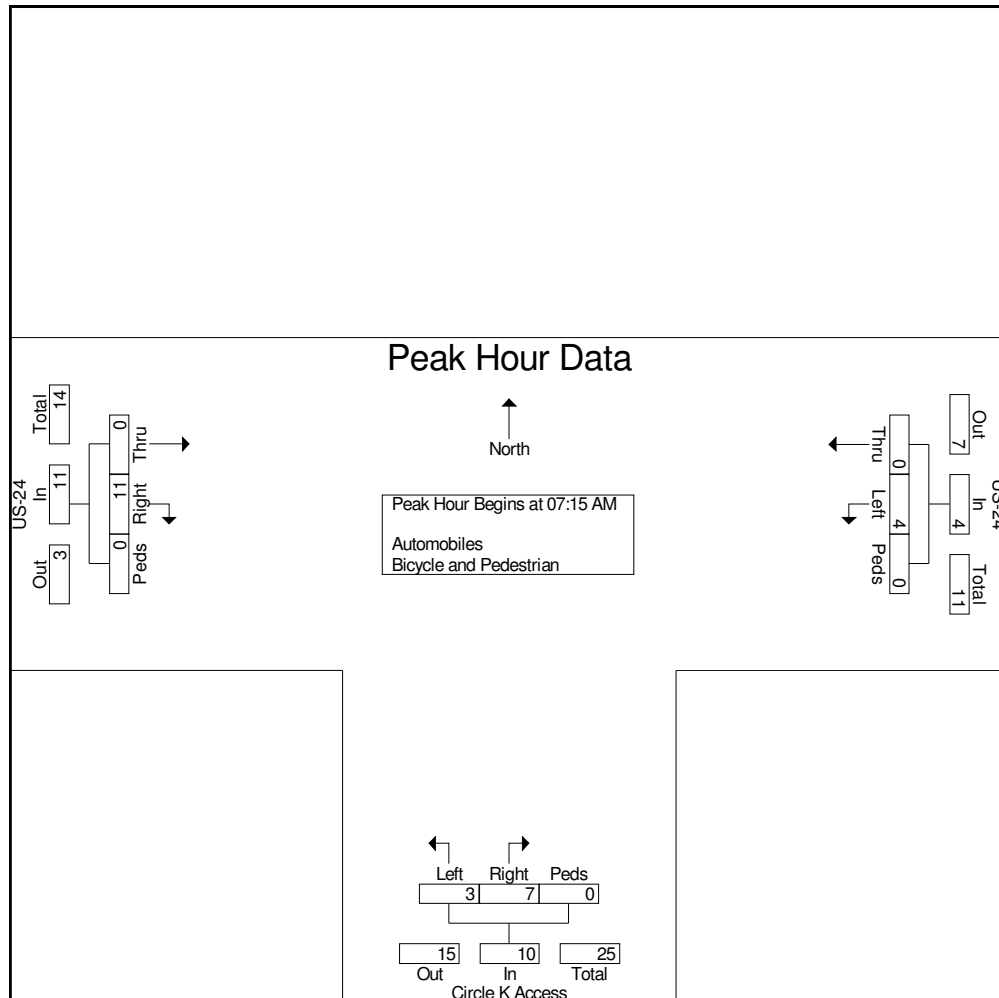 Peak Hour Data
North
Peak Hour Begins at 07:15 AM
Automobiles
Bicycle and Pedestrian
US-24
Total
14
In
11
Out
3
Thru
0
Right
11
Peds
0
US-24
Out
7
In
4
Total
11
Thru
0
Left
4
Peds
0
Left Right Peds
3 7 0
15 10 25
Out In Total
Circle K Access